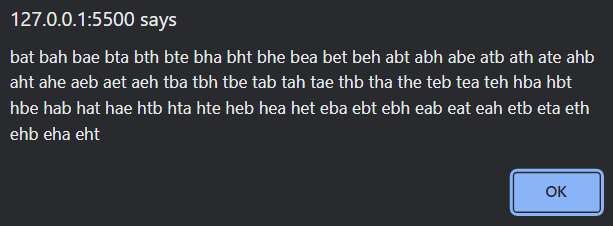 127.0.0.1:5500 says
bat bah bae bta bth bte bha bht bhe bea bet beh abt abh abe atb ath ate ahb
aht ahe aeb aet aeh tba tbh tbe tab tah tae thb tha the teb tea teh hba hbt
hbe hab hat hae htb hta hte heb hea het eba ebt ebh eab eat eah etb eta eth
ehb eha eht
OK